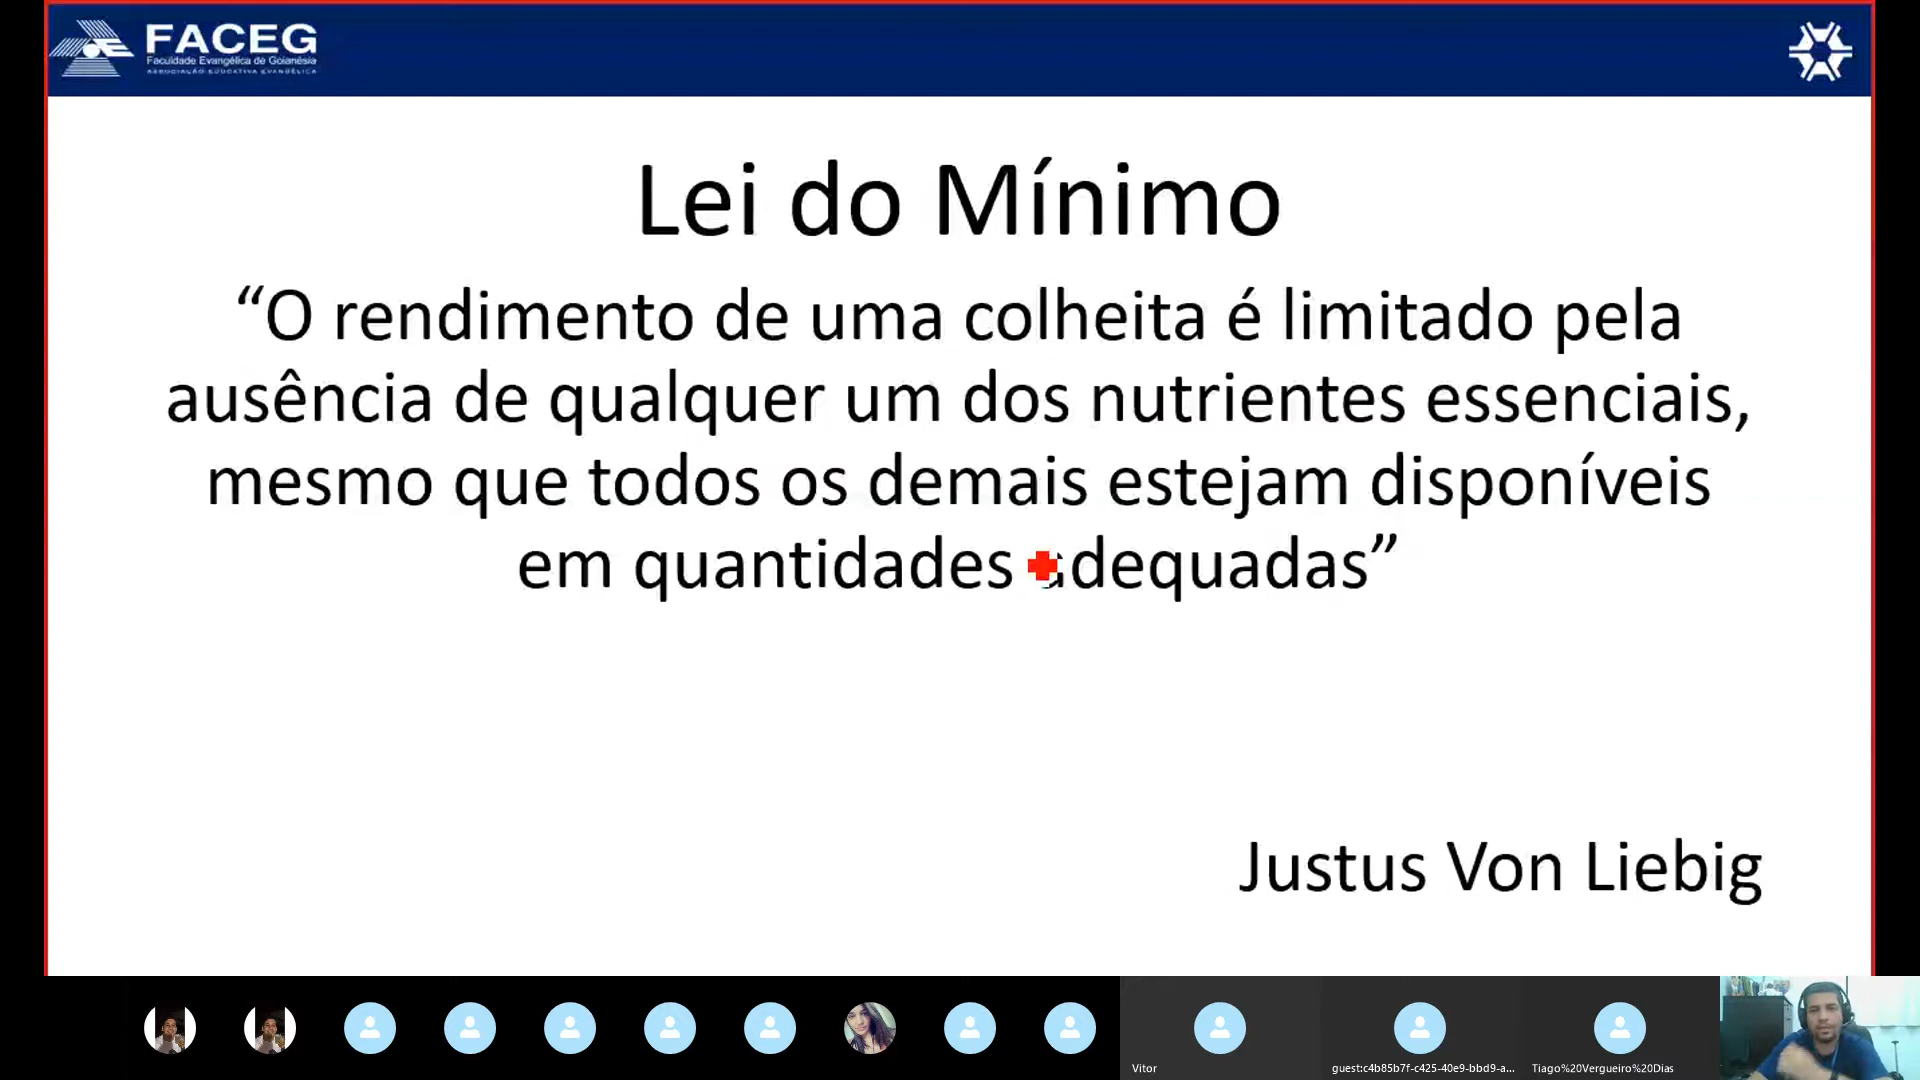 FACEG
Faculdade Evangélica de Goianésia
ASSOCIAÇÃO EDUCATIVA EVANGÉLICA
Lei do Mínimo
“O rendimento de uma colheita é limitado pela
ausência de qualquer um dos nutrientes essenciais,
mesmo que todos os demais estejam disponíveis
em quantidades adequadas”
Justus Von Liebig
Vitor
guest:c4b85b7f-c425-40e9-bbd9-a...
Tiago%20Vergueiro%20Dias